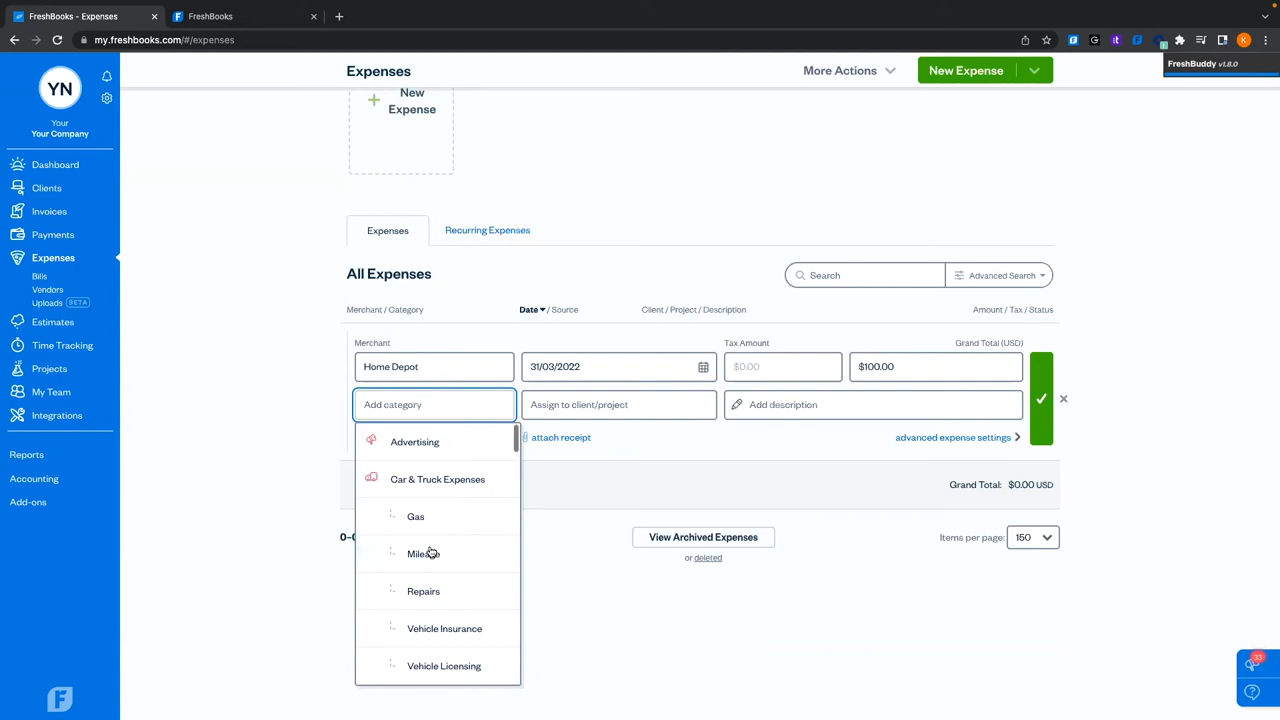 FreshBooks - Expenses
FreshBooks
my.freshbooks.com/#/expenses
YN
Your
Your Company
Dashboard
Clients
Invoices
Payments
Expenses
Bills
Vendors
Uploads BETA
Estimates
Time Tracking
Projects
My Team
Integrations
Reports
Accounting
Add-ons
Expenses
More Actions
New Expense
FreshBuddy v1.8.0
New
Expense
Expenses
Recurring Expenses
All Expenses
Search
Advanced Search
Merchant / Category
Date / Source
Client / Project / Description
Amount / Tax / Status
Merchant
Tax Amount
Grand Total (USD)
Home Depot
31/03/2022
$0.00
$100.00
Add category
Assign to client/project
Add description
attach receipt
advanced expense settings
Advertising
Car & Truck Expenses
Gas
Mileage
Repairs
Vehicle Insurance
Vehicle Licensing
Grand Total: $0.00 USD
View Archived Expenses
or deleted
Items per page: 150
33